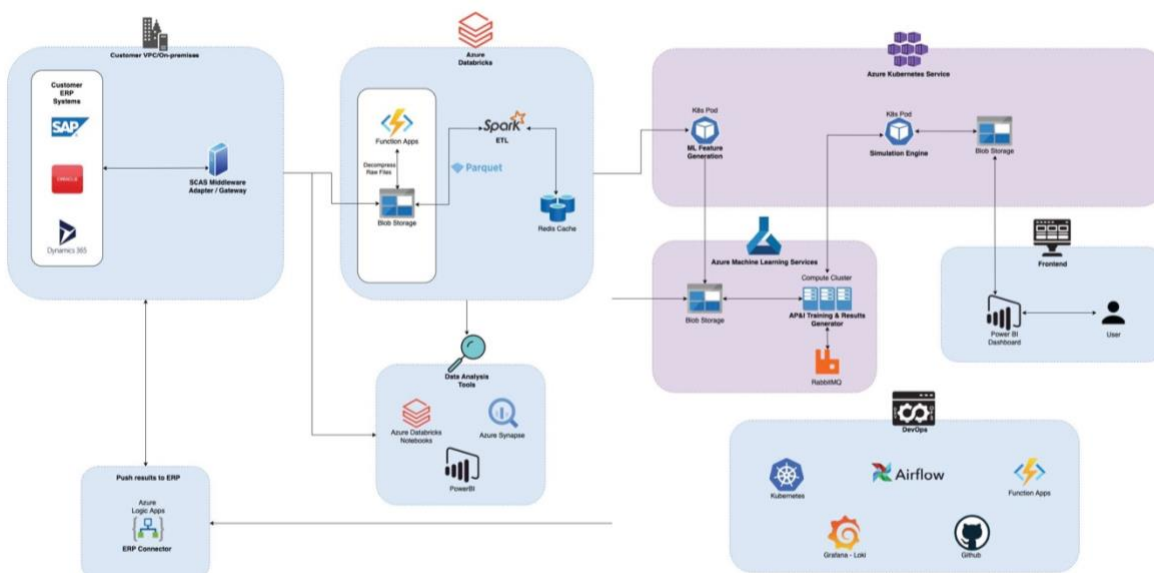 Customer VPC/On-premises
Customer
ERP
Systems
SAP
ORACLE
Dynamics 365
SCAS Middleware
Adapter / Gateway
Azure
Databricks
Function Apps
Decompress
Raw Files
Blob Storage
Spark
ETL
Parquet
Redis Cache
Azure Kubernetes Service
K8s Pod
ML Feature
Generation
K8s Pod
Simulation Engine
Blob Storage
Azure Machine Learning Services
Blob Storage
Compute Cluster
AP&I Training & Results
Generator
RabbitMQ
Frontend
Power BI
Dashboard
User
Data Analysis
Tools
Azure Databricks
Notebooks
Azure Synapse
PowerBI
Push results to ERP
Azure
Logic Apps
ERP Connector
DevOps
Kubernetes
Airflow
Function Apps
Grafana - Loki
Github